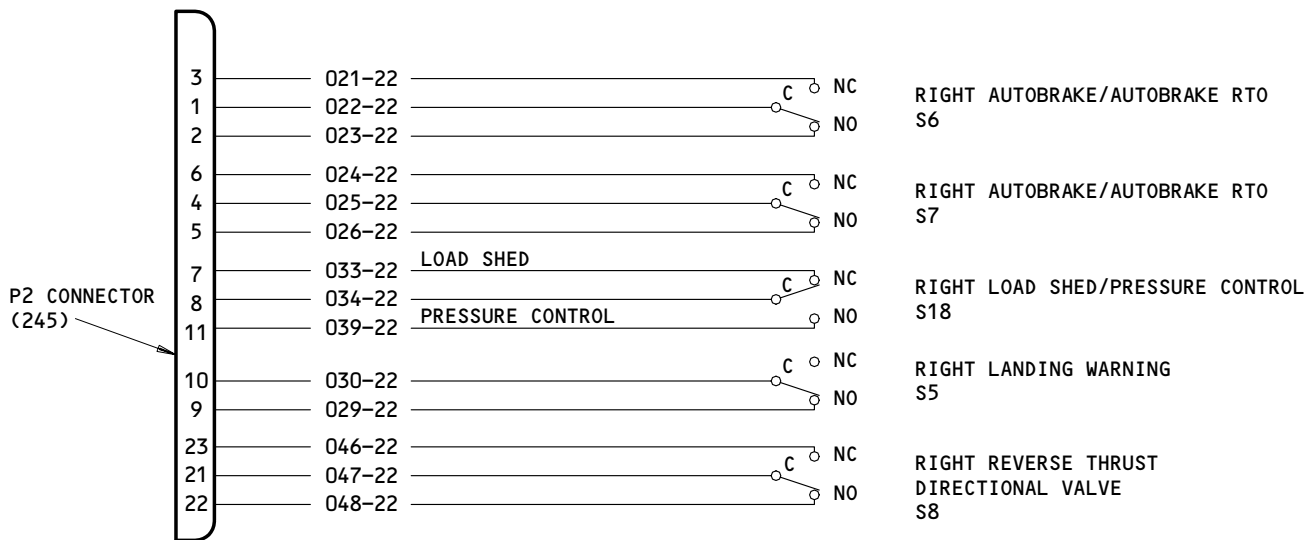 3 021-22 C NC
1 022-22
2 023-22 NO
RIGHT AUTOBRAKE/AUTOBRAKE RTO
S6
6 024-22 C NC
4 025-22
5 026-22 NO
RIGHT AUTOBRAKE/AUTOBRAKE RTO
S7
7 033-22 LOAD SHED NC
8 034-22 C
11 039-22 PRESSURE CONTROL NO
RIGHT LOAD SHED/PRESSURE CONTROL
S18
P2 CONNECTOR
(245)
C NC
10 030-22
9 029-22 NO
RIGHT LANDING WARNING
S5
23 046-22 C NC
21 047-22
22 048-22 NO
RIGHT REVERSE THRUST
DIRECTIONAL VALVE
S8